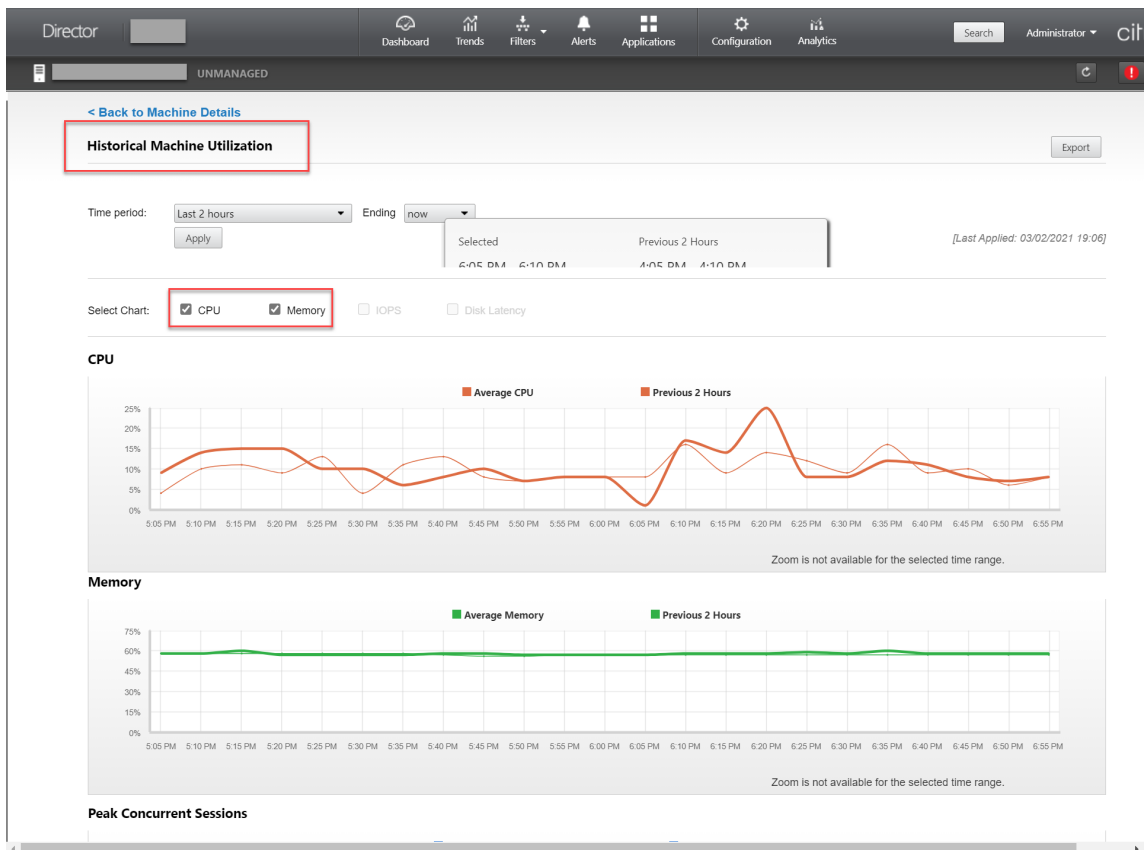 Director
Dashboard Trends Filters Alerts Applications Configuration Analytics Search Administrator
UNMANAGED
< Back to Machine Details
Historical Machine Utilization Export
Time period: Last 2 hours Ending now
Apply Selected Previous 2 Hours [Last Applied: 03/02/2021 19:06]
6:05 PM 6:10 PM 4:05 PM 4:10 PM
Select Chart: CPU Memory IOPS Disk Latency
CPU
Average CPU Previous 2 Hours
25%
20%
15%
10%
5%
0%
5:05 PM 5:10 PM 5:15 PM 5:20 PM 5:25 PM 5:30 PM 5:35 PM 5:40 PM 5:45 PM 5:50 PM 5:55 PM 6:00 PM 6:05 PM 6:10 PM 6:15 PM 6:20 PM 6:25 PM 6:30 PM 6:35 PM 6:40 PM 6:45 PM 6:50 PM 6:55 PM
Zoom is not available for the selected time range.
Memory
Average Memory Previous 2 Hours
75%
60%
45%
30%
15%
0%
5:05 PM 5:10 PM 5:15 PM 5:20 PM 5:25 PM 5:30 PM 5:35 PM 5:40 PM 5:45 PM 5:50 PM 5:55 PM 6:00 PM 6:05 PM 6:10 PM 6:15 PM 6:20 PM 6:25 PM 6:30 PM 6:35 PM 6:40 PM 6:45 PM 6:50 PM 6:55 PM
Zoom is not available for the selected time range.
Peak Concurrent Sessions